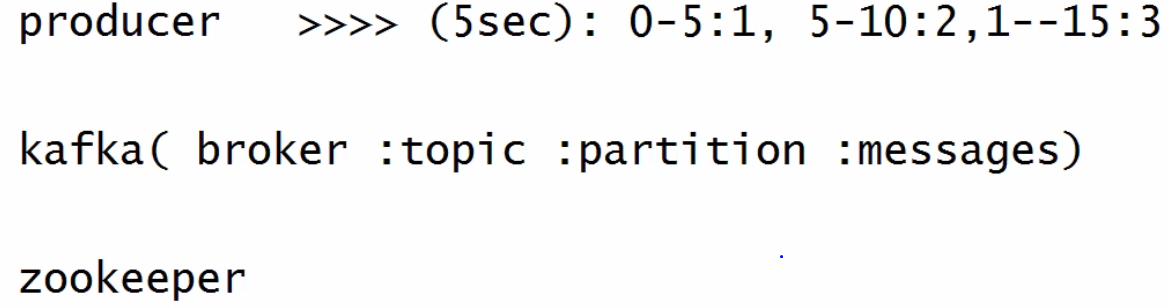 producer >>>> (5sec): 0-5:1, 5-10:2,1--15:3
kafka( broker :topic :partition :messages)
zookeeper